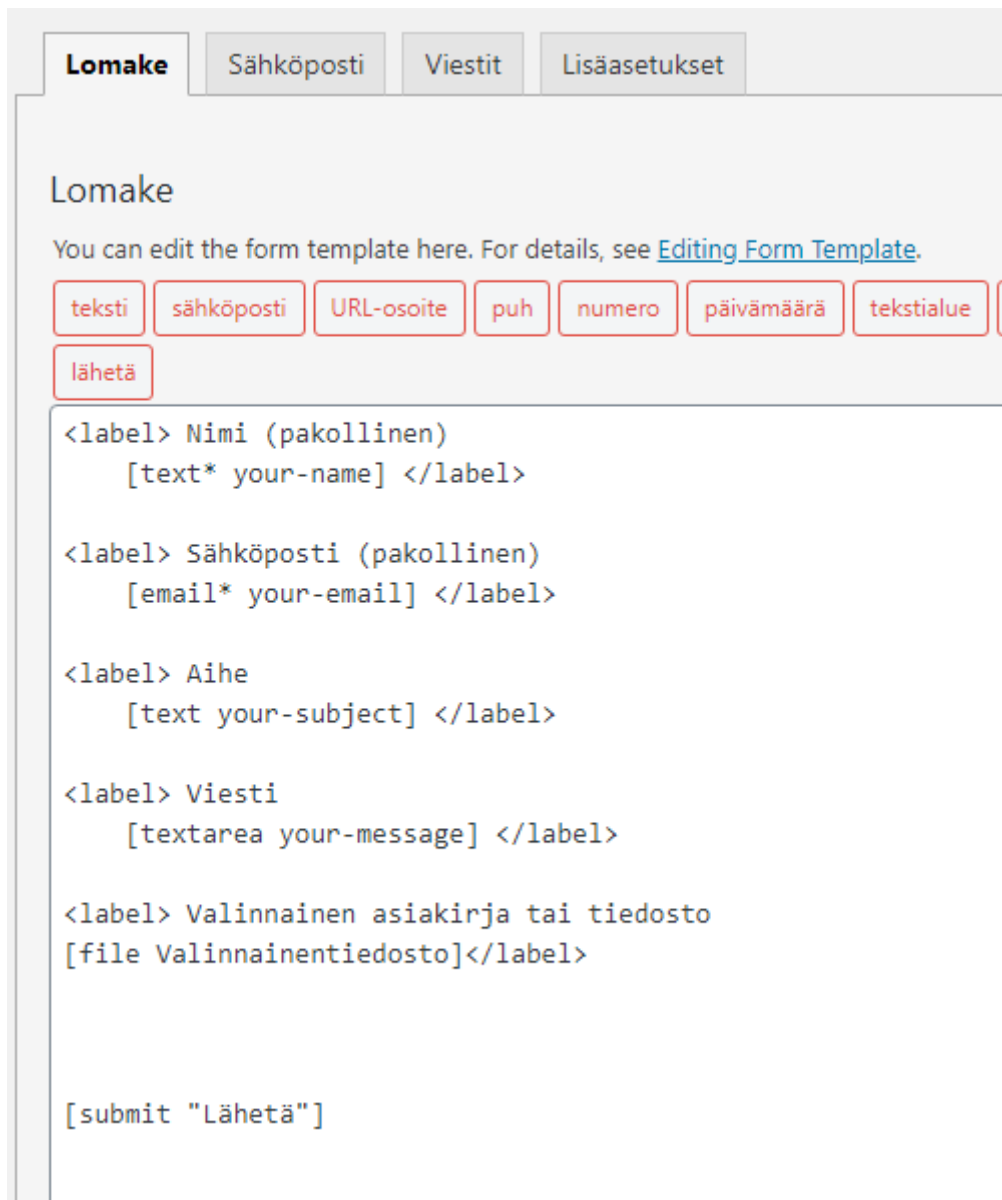 Lomake Sähköposti Viestit Lisäasetukset
Lomake
You can edit the form template here. For details, see Editing Form Template.
teksti sähköposti URL-osoite puh numero päivämäärä tekstialue
lähetä
<label> Nimi (pakollinen)
[text* your-name] </label>
<label> Sähköposti (pakollinen)
[email* your-email] </label>
<label> Aihe
[text your-subject] </label>
<label> Viesti
[textarea your-message] </label>
<label> Valinnainen asiakirja tai tiedosto
[file Valinnainentiedosto]</label>
[submit "Lähetä"]